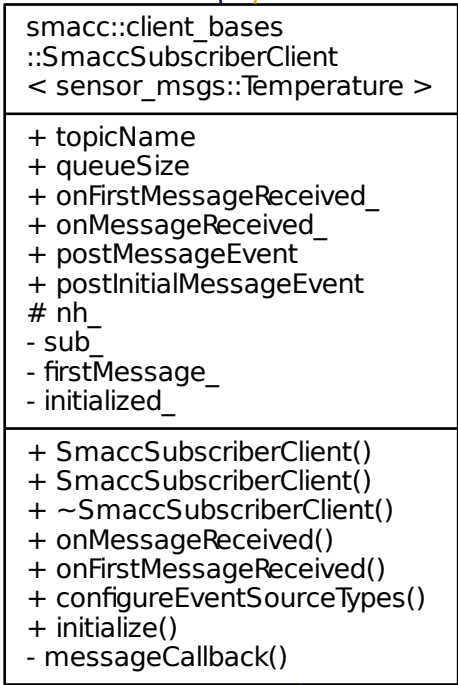 smacc::client_bases
::SmaccSubscriberClient
< sensor_msgs::Temperature >
+ topicName
+ queueSize
+ onFirstMessageReceived_
+ onMessageReceived_
+ postMessageEvent
+ postInitialMessageEvent
# nh_
- sub_
- firstMessage_
- initialized_
+ SmaccSubscriberClient()
+ SmaccSubscriberClient()
+ ~SmaccSubscriberClient()
+ onMessageReceived()
+ onFirstMessageReceived()
+ configureEventSourceTypes()
+ initialize()
- messageCallback()